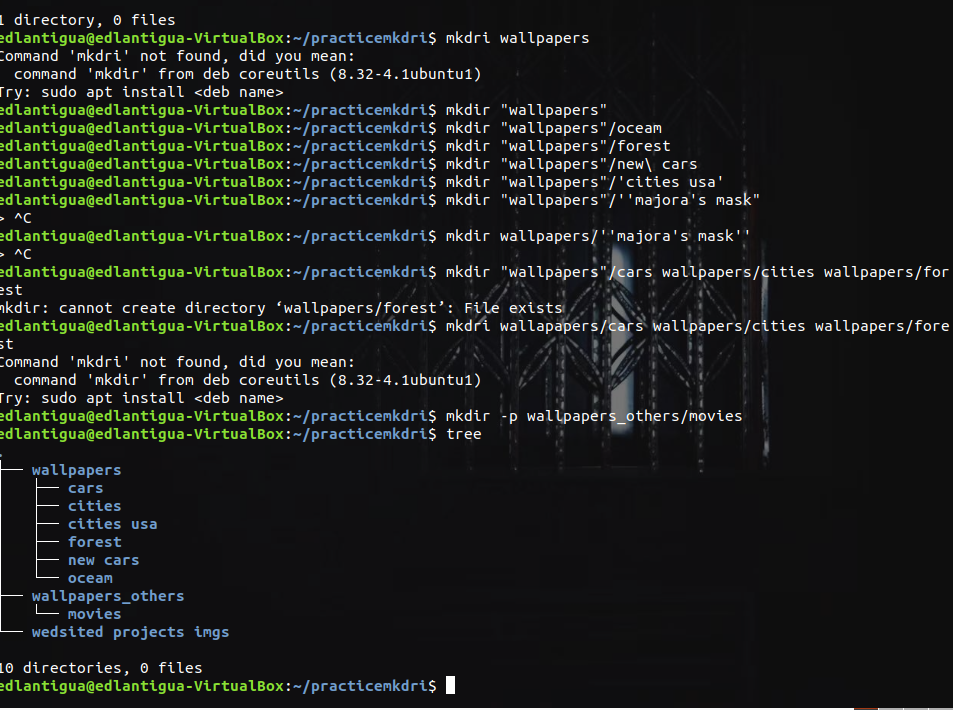 1 directory, 0 files
edlantigua@edlantigua-VirtualBox:~/practicemkdri$ mkdri wallpapers
Command 'mkdri' not found, did you mean:
  command 'mkdir' from deb coreutils (8.32-4.1ubuntu1)
Try: sudo apt install <deb name>
edlantigua@edlantigua-VirtualBox:~/practicemkdri$ mkdir "wallpapers"
edlantigua@edlantigua-VirtualBox:~/practicemkdri$ mkdir "wallpapers"/oceam
edlantigua@edlantigua-VirtualBox:~/practicemkdri$ mkdir "wallpapers"/forest
edlantigua@edlantigua-VirtualBox:~/practicemkdri$ mkdir "wallpapers"/new\ cars
edlantigua@edlantigua-VirtualBox:~/practicemkdri$ mkdir "wallpapers"/'cities usa'
edlantigua@edlantigua-VirtualBox:~/practicemkdri$ mkdir "wallpapers"/''majora's mask"
> ^C
edlantigua@edlantigua-VirtualBox:~/practicemkdri$ mkdir wallpapers/''majora's mask''
> ^C
edlantigua@edlantigua-VirtualBox:~/practicemkdri$ mkdir "wallpapers"/cars wallpapers/cities wallpapers/for
est
mkdir: cannot create directory ‘wallpapers/forest’: File exists
edlantigua@edlantigua-VirtualBox:~/practicemkdri$ mkdri wallapapers/cars wallpapers/cities wallpapers/fore
st
Command 'mkdri' not found, did you mean:
  command 'mkdir' from deb coreutils (8.32-4.1ubuntu1)
Try: sudo apt install <deb name>
edlantigua@edlantigua-VirtualBox:~/practicemkdri$ mkdir -p wallpapers_others/movies
edlantigua@edlantigua-VirtualBox:~/practicemkdri$ tree
.
├── wallpapers
│   ├── cars
│   ├── cities
│   ├── cities usa
│   ├── forest
│   ├── new cars
│   └── oceam
├── wallpapers_others
│   └── movies
└── wedsited projects imgs

10 directories, 0 files
edlantigua@edlantigua-VirtualBox:~/practicemkdri$